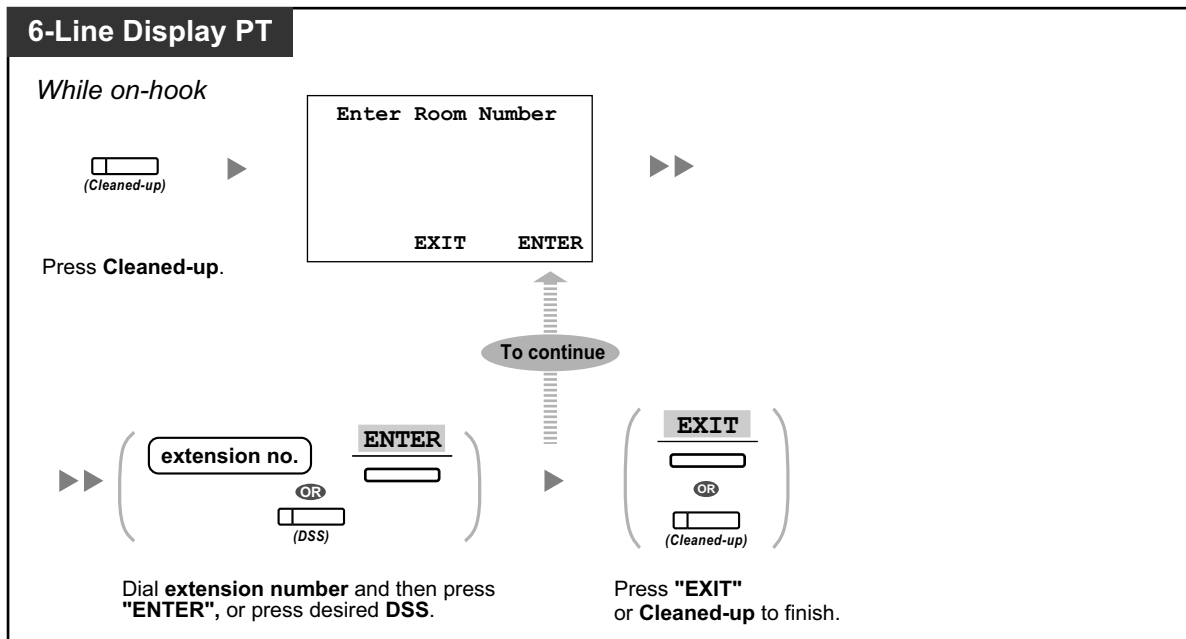 6-Line Display PT
While on-hook
(Cleaned-up)
Press Cleaned-up.
Enter Room Number
EXIT ENTER
To continue
extension no.
OR
(DSS)
ENTER
Dial extension number and then press
"ENTER", or press desired DSS.
EXIT
OR
(Cleaned-up)
Press "EXIT"
or Cleaned-up to finish.